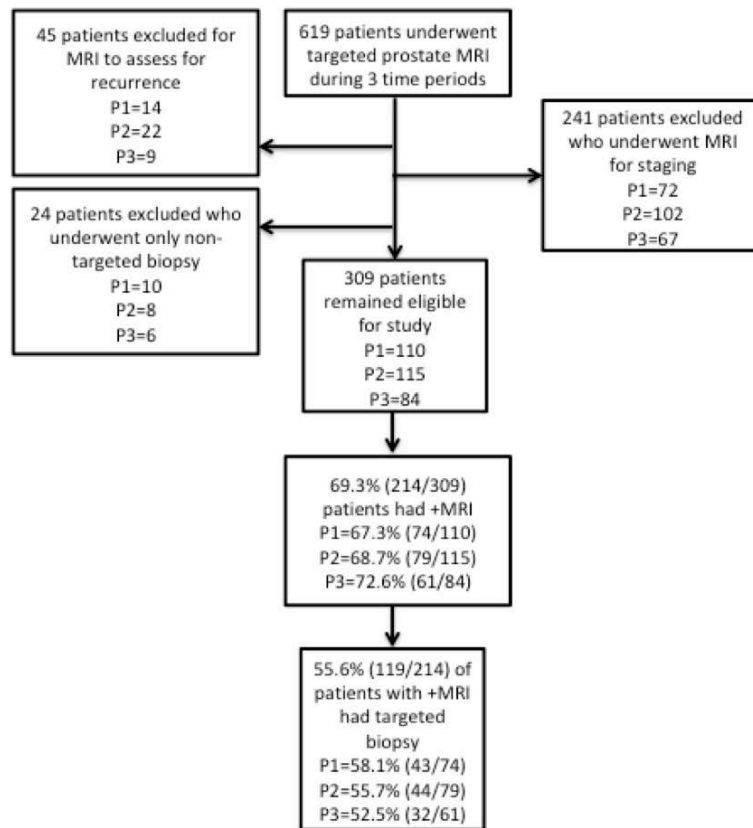 45 patients excluded for
MRI to assess for
recurrence
P1=14
P2=22
P3=9
619 patients underwent
targeted prostate MRI
during 3 time periods
241 patients excluded
who underwent MRI
for staging
P1=72
P2=102
P3=67
24 patients excluded who
underwent only non-
targeted biopsy
P1=10
P2=8
P3=6
309 patients
remained eligible
for study
P1=110
P2=115
P3=84
69.3% (214/309)
patients had +MRI
P1=67.3% (74/110)
P2=68.7% (79/115)
P3=72.6% (61/84)
55.6% (119/214) of
patients with +MRI
had targeted
biopsy
P1=58.1% (43/74)
P2=55.7% (44/79)
P3=52.5% (32/61)